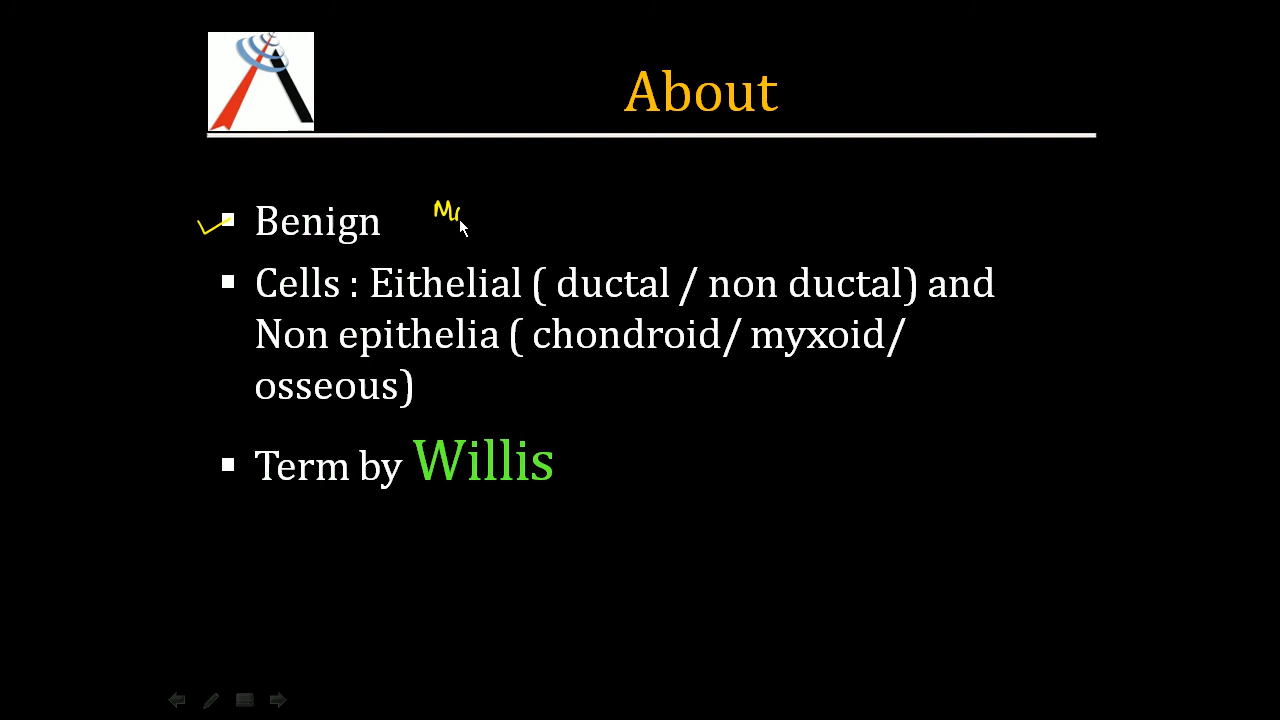 About
Benign
Cells : Eithelial ( ductal / non ductal) and
Non epithelia ( chondroid/ myxoid/
osseous)
Term by Willis